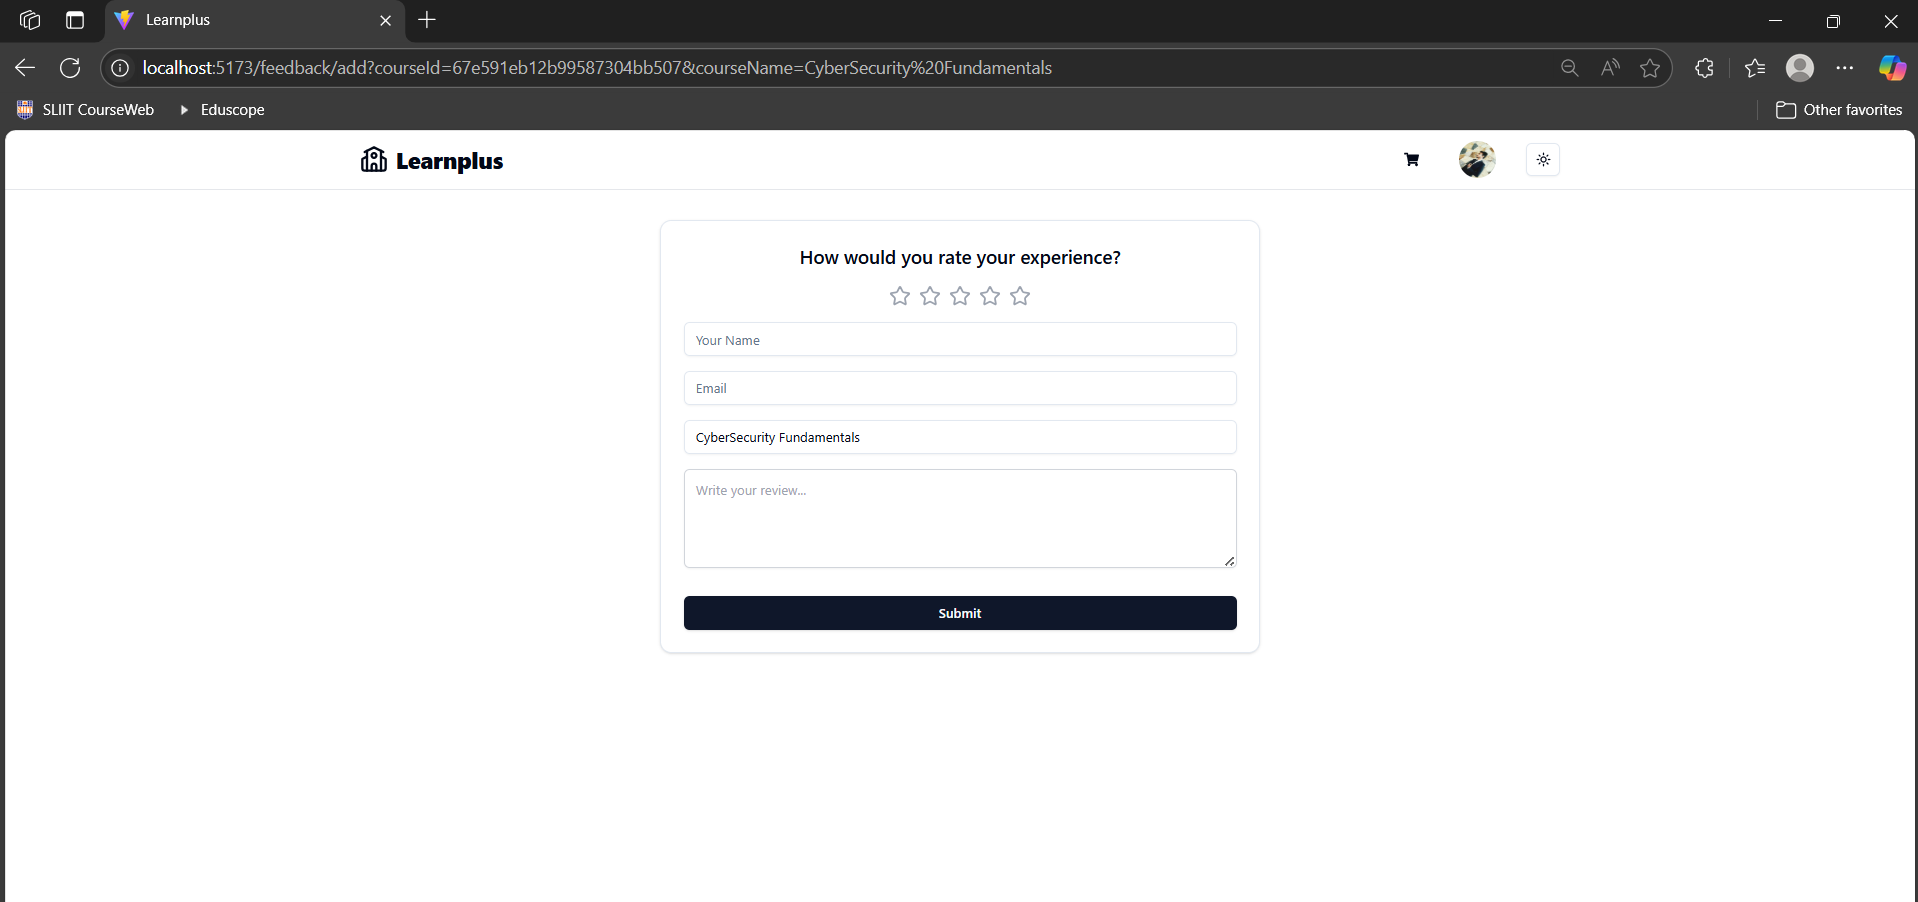 Learnplus
localhost:5173/feedback/add?courseId=67e591eb12b99587304bb507&courseName=CyberSecurity%20Fundamentals
SLIIT CourseWeb
Eduscope
Other favorites
Learnplus
How would you rate your experience?
Your Name
Email
CyberSecurity Fundamentals
Write your review...
Submit